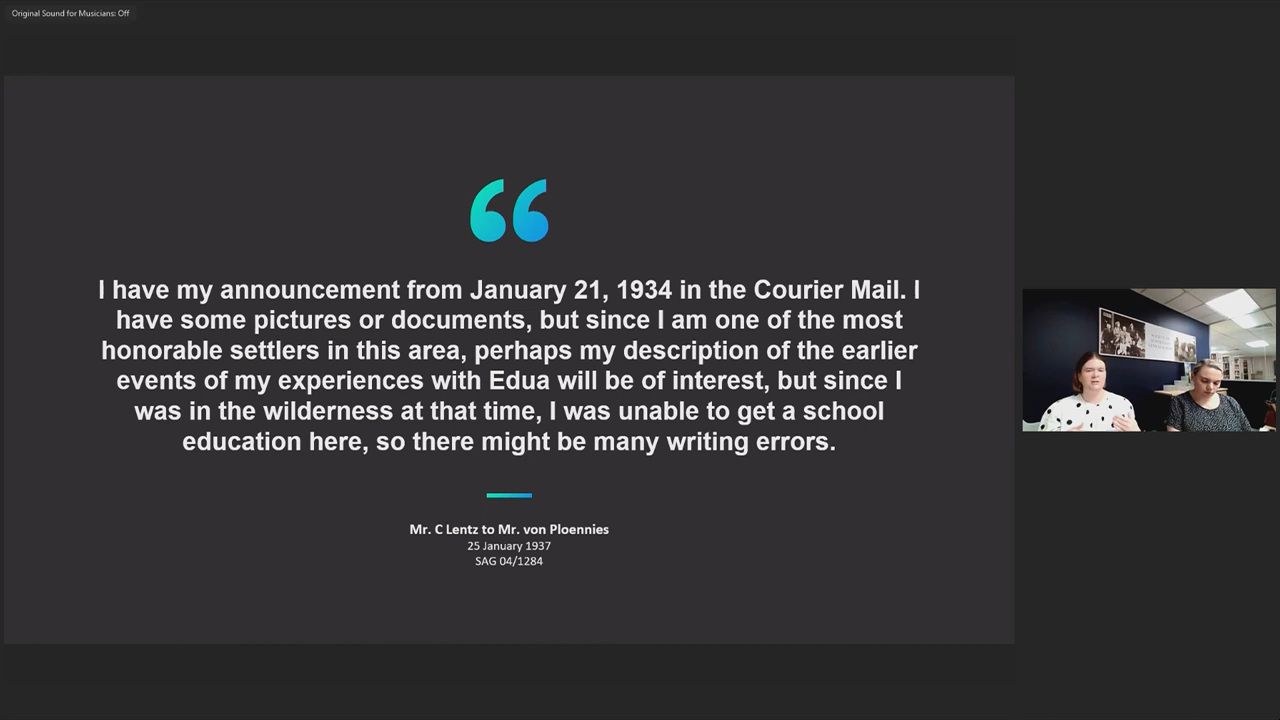 Original Sound for Musicians: Off
“
I have my announcement from January 21, 1934 in the Courier Mail. I
have some pictures or documents, but since I am one of the most
honorable settlers in this area, perhaps my description of the earlier
events of my experiences with Edua will be of interest, but since I
was in the wilderness at that time, I was unable to get a school
education here, so there might be many writing errors.
Mr. C Lentz to Mr. von Ploennies
25 January 1937
SAG 04/1284